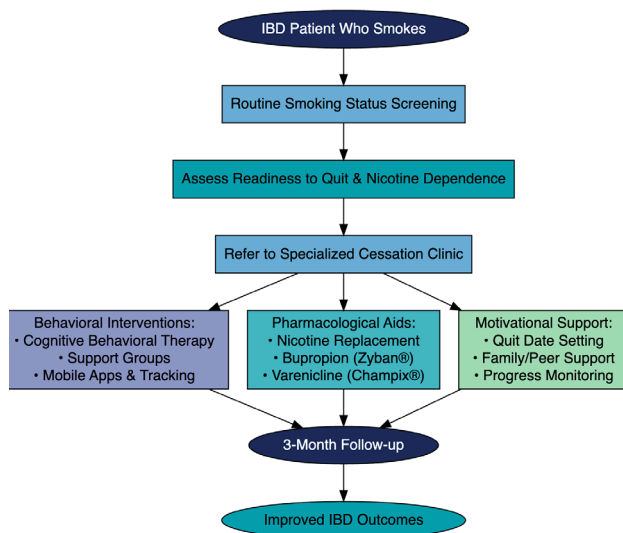 IBD Patient Who Smokes
Routine Smoking Status Screening
Assess Readiness to Quit & Nicotine Dependence
Refer to Specialized Cessation Clinic
Behavioral Interventions:
• Cognitive Behavioral Therapy
• Support Groups
• Mobile Apps & Tracking
Pharmacological Aids:
• Nicotine Replacement
• Bupropion (Zyban®)
• Varenicline (Champix®)
Motivational Support:
• Quit Date Setting
• Family/Peer Support
• Progress Monitoring
3-Month Follow-up
Improved IBD Outcomes